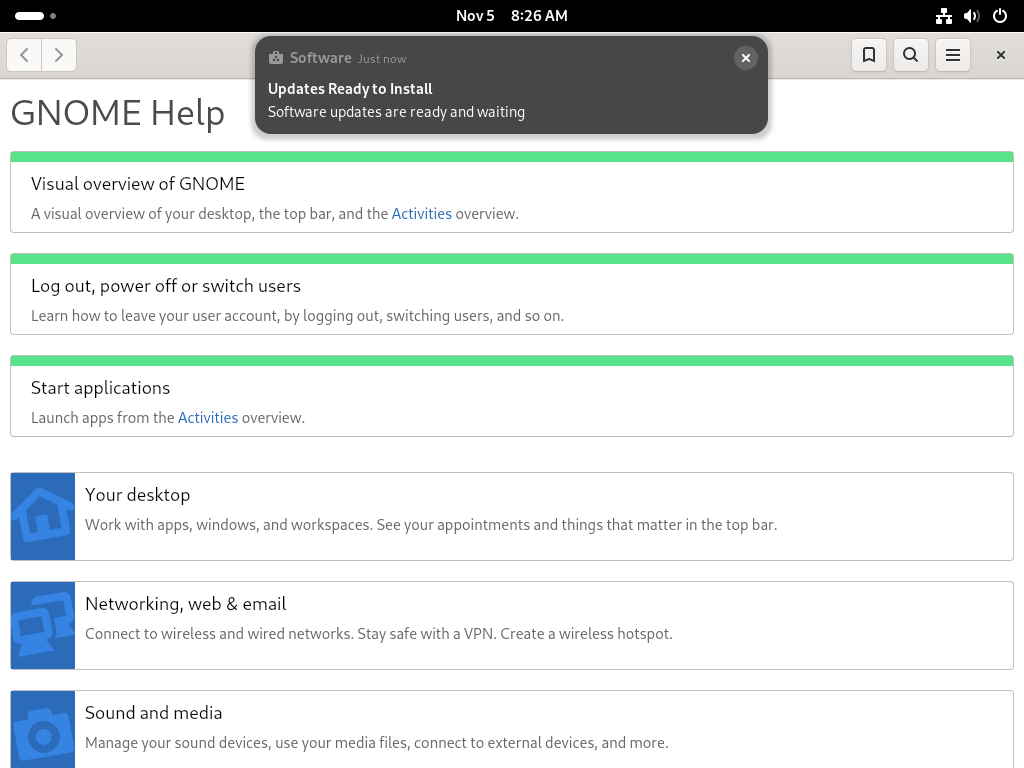 Nov 5 8:26 AM
Software Just now
Updates Ready to Install
Software updates are ready and waiting
GNOME Help
Visual overview of GNOME
A visual overview of your desktop, the top bar, and the Activities overview.
Log out, power off or switch users
Learn how to leave your user account, by logging out, switching users, and so on.
Start applications
Launch apps from the Activities overview.
Your desktop
Work with apps, windows, and workspaces. See your appointments and things that matter in the top bar.
Networking, web & email
Connect to wireless and wired networks. Stay safe with a VPN. Create a wireless hotspot.
Sound and media
Manage your sound devices, use your media files, connect to external devices, and more.